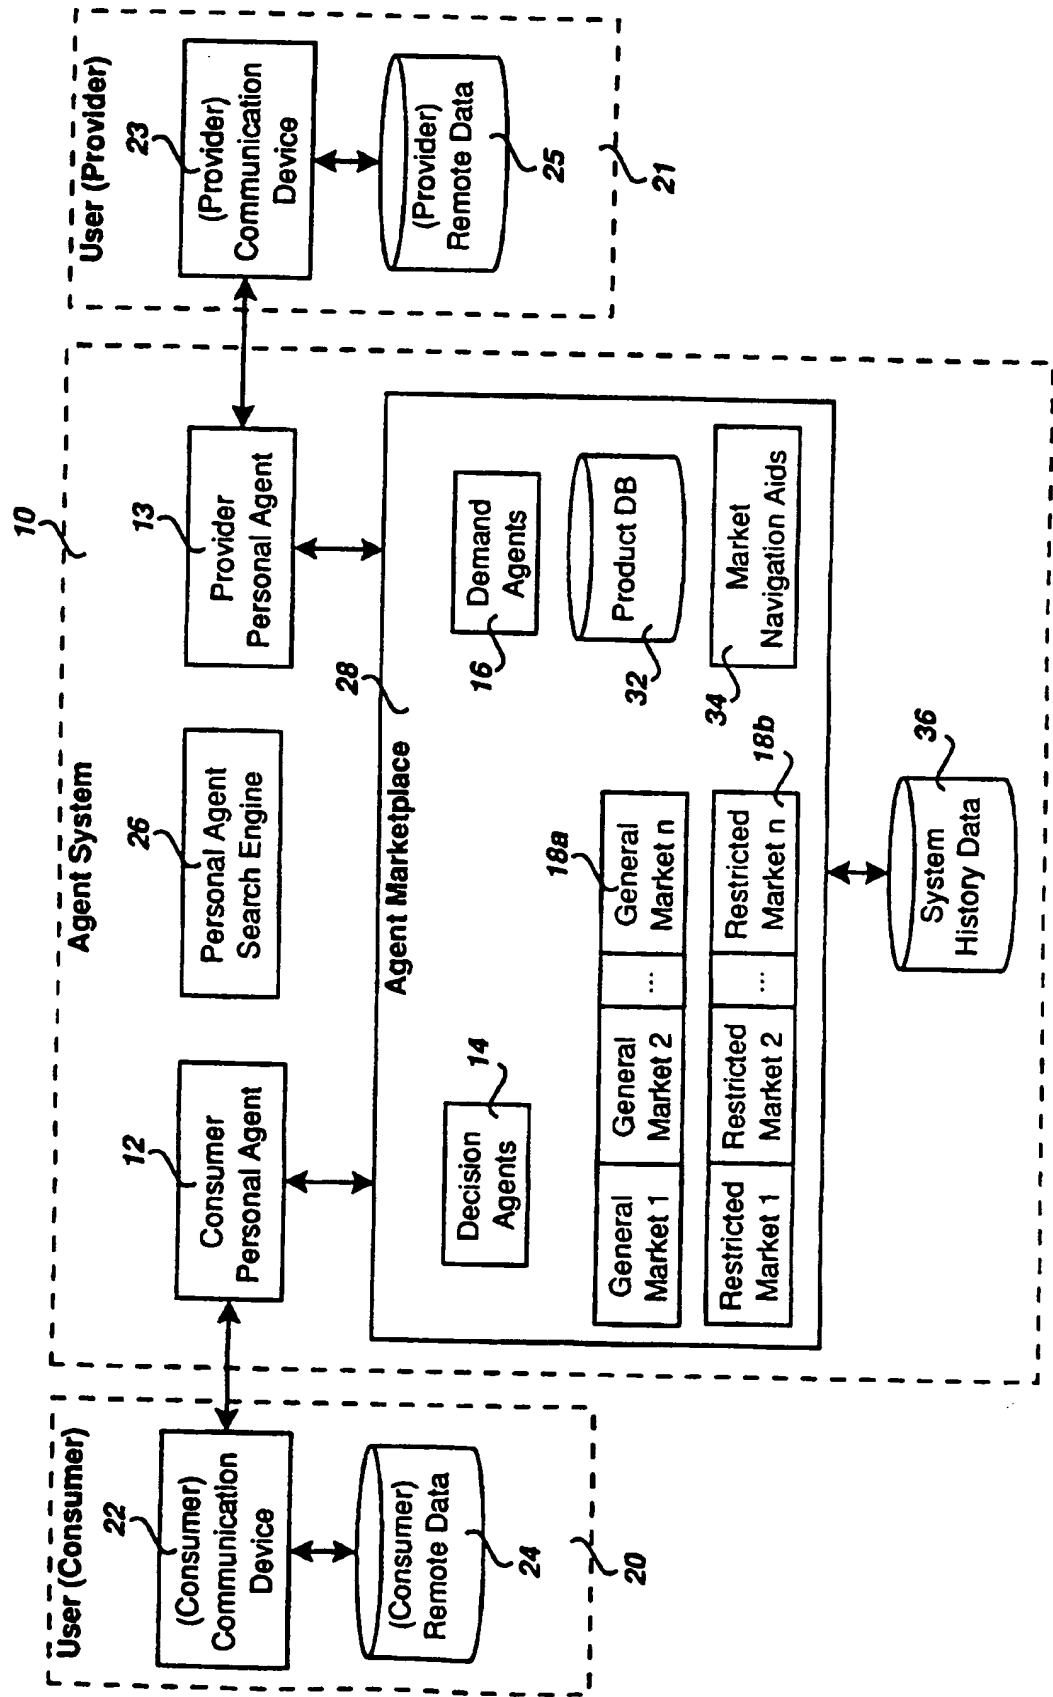 User (Consumer)
22
(Consumer)
Communication
Device
(Consumer)
Remote Data
24
20
Agent System
10
12
Consumer
Personal Agent
26
Personal Agent
Search Engine
13
Provider
Personal Agent
Agent Marketplace
28
Decision
Agents
14
Demand
Agents
16
18a
General
Market 1
General
Market 2
...
General
Market n
Product DB
32
Restricted
Market 1
Restricted
Market 2
...
Restricted
Market n
18b
34
Market
Navigation Aids
System
History Data
36
User (Provider)
23
(Provider)
Communication
Device
(Provider)
Remote Data
25
21